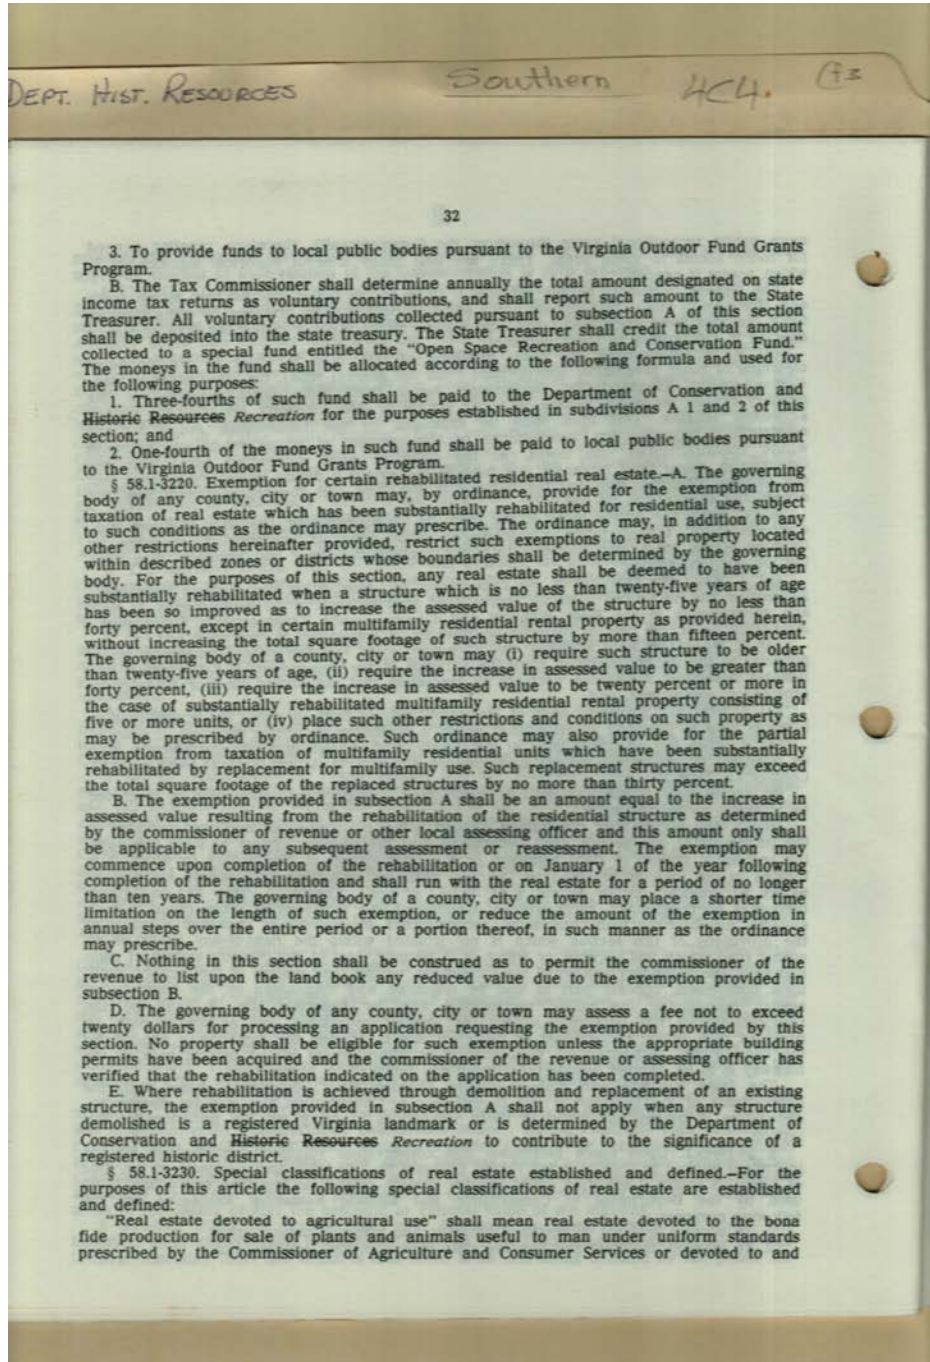 DEPT. HIST. RESOURCES Southern 4C4. (f3
32
3. To provide funds to local public bodies pursuant to the Virginia Outdoor Fund Grants
Program.
B. The Tax Commissioner shall determine annually the total amount designated on state
income tax returns as voluntary contributions, and shall report such amount to the State
Treasurer. All voluntary contributions collected pursuant to subsection A of this section
shall be deposited into the state treasury. The State Treasurer shall credit the total amount
collected to a special fund entitled the "Open Space Recreation and Conservation Fund."
The moneys in the fund shall be allocated according to the following formula and used for
the following purposes:
1. Three-fourths of such fund shall be paid to the Department of Conservation and
Historic Resources Recreation for the purposes established in subdivisions A 1 and 2 of this
section; and
2. One-fourth of the moneys in such fund shall be paid to local public bodies pursuant
to the Virginia Outdoor Fund Grants Program.
§ 58.1-3220. Exemption for certain rehabilitated residential real estate.–A. The governing
body of any county, city or town may, by ordinance, provide for the exemption from
taxation of real estate which has been substantially rehabilitated for residential use, subject
to such conditions as the ordinance may prescribe. The ordinance may, in addition to any
other restrictions hereinafter provided, restrict such exemptions to real property located
within described zones or districts whose boundaries shall be determined by the governing
body. For the purposes of this section, any real estate shall be deemed to have been
substantially rehabilitated when a structure which is no less than twenty-five years of age
has been so improved as to increase the assessed value of the structure by no less than
forty percent, except in certain multifamily residential rental property as provided herein,
without increasing the total square footage of such structure by more than fifteen percent.
The governing body of a county, city or town may (i) require such structure to be older
than twenty-five years of age, (ii) require the increase in assessed value to be greater than
forty percent, (iii) require the increase in assessed value to be twenty percent or more in
the case of substantially rehabilitated multifamily residential rental property consisting of
five or more units, or (iv) place such other restrictions and conditions on such property as
may be prescribed by ordinance. Such ordinance may also provide for the partial
exemption from taxation of multifamily residential units which have been substantially
rehabilitated by replacement for multifamily use. Such replacement structures may exceed
the total square footage of the replaced structures by no more than thirty percent.
B. The exemption provided in subsection A shall be an amount equal to the increase in
assessed value resulting from the rehabilitation of the residential structure as determined
by the commissioner of revenue or other local assessing officer and this amount only shall
be applicable to any subsequent assessment or reassessment. The exemption may
commence upon completion of the rehabilitation or on January 1 of the year following
completion of the rehabilitation and shall run with the real estate for a period of no longer
than ten years. The governing body of a county, city or town may place a shorter time
limitation on the length of such exemption, or reduce the amount of the exemption in
annual steps over the entire period or a portion thereof, in such manner as the ordinance
may prescribe.
C. Nothing in this section shall be construed as to permit the commissioner of the
revenue to list upon the land book any reduced value due to the exemption provided in
subsection B.
D. The governing body of any county, city or town may assess a fee not to exceed
twenty dollars for processing an application requesting the exemption provided by this
section. No property shall be eligible for such exemption unless the appropriate building
permits have been acquired and the commissioner of the revenue or assessing officer has
verified that the rehabilitation indicated on the application has been completed.
E. Where rehabilitation is achieved through demolition and replacement of an existing
structure, the exemption provided in subsection A shall not apply when any structure
demolished is a registered Virginia landmark or is determined by the Department of
Conservation and Historic Resources Recreation to contribute to the significance of a
registered historic district.
§ 58.1-3230. Special classifications of real estate established and defined.–For the
purposes of this article the following special classifications of real estate are established
and defined:
"Real estate devoted to agricultural use" shall mean real estate devoted to the bona
fide production for sale of plants and animals useful to man under uniform standards
prescribed by the Commissioner of Agriculture and Consumer Services or devoted to and